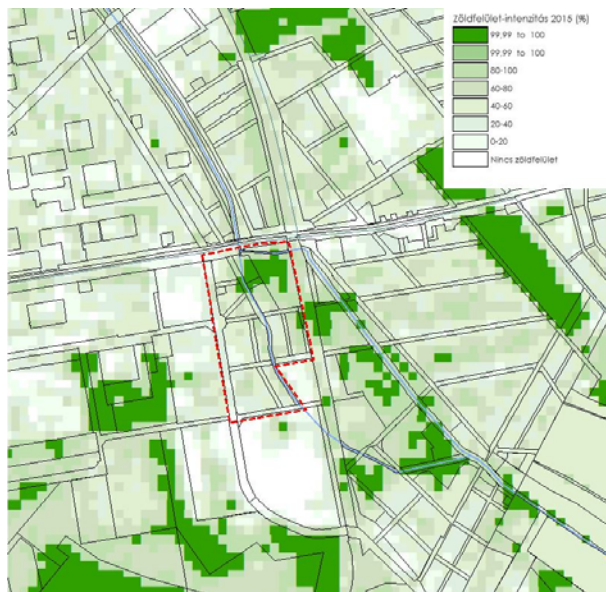 Zöldfelület-intenzitás 2015 (%)
99,99 to 100
99,99 to 100
80-100
60-80
40-60
20-40
0-20
Nincs zöldfelület